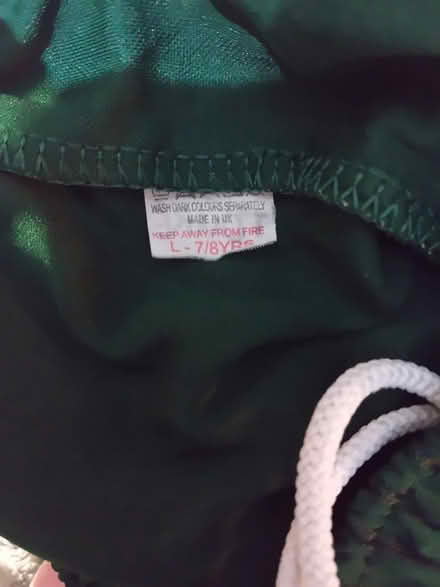 WASH DARK COLOURS SEPARATELY
MADE IN UK
KEEP AWAY FROM FIRE
L - 7/8YRS